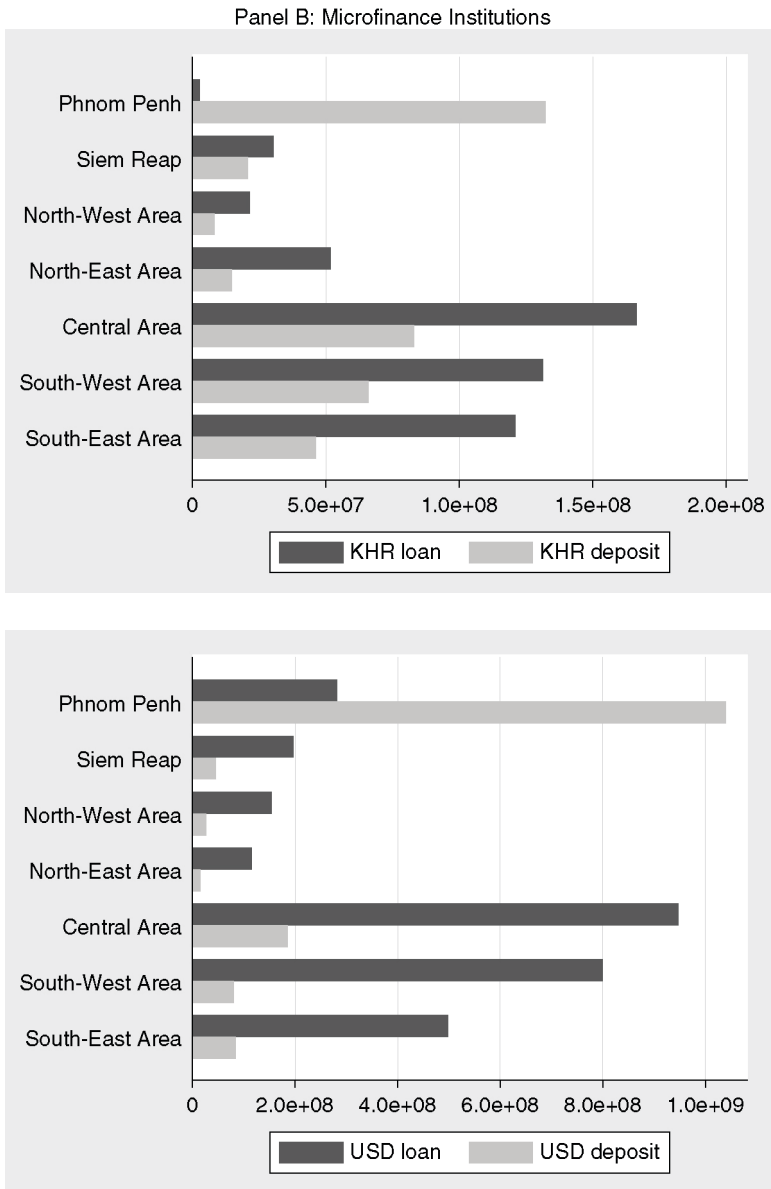 Panel B: Microfinance Institutions
Phnom Penh
Siem Reap
North-West Area
North-East Area
Central Area
South-West Area
South-East Area
0 5.0e+07 1.0e+08 1.5e+08 2.0e+08
KHR loan KHR deposit
Phnom Penh
Siem Reap
North-West Area
North-East Area
Central Area
South-West Area
South-East Area
0 2.0e+08 4.0e+08 6.0e+08 8.0e+08 1.0e+09
USD loan USD deposit